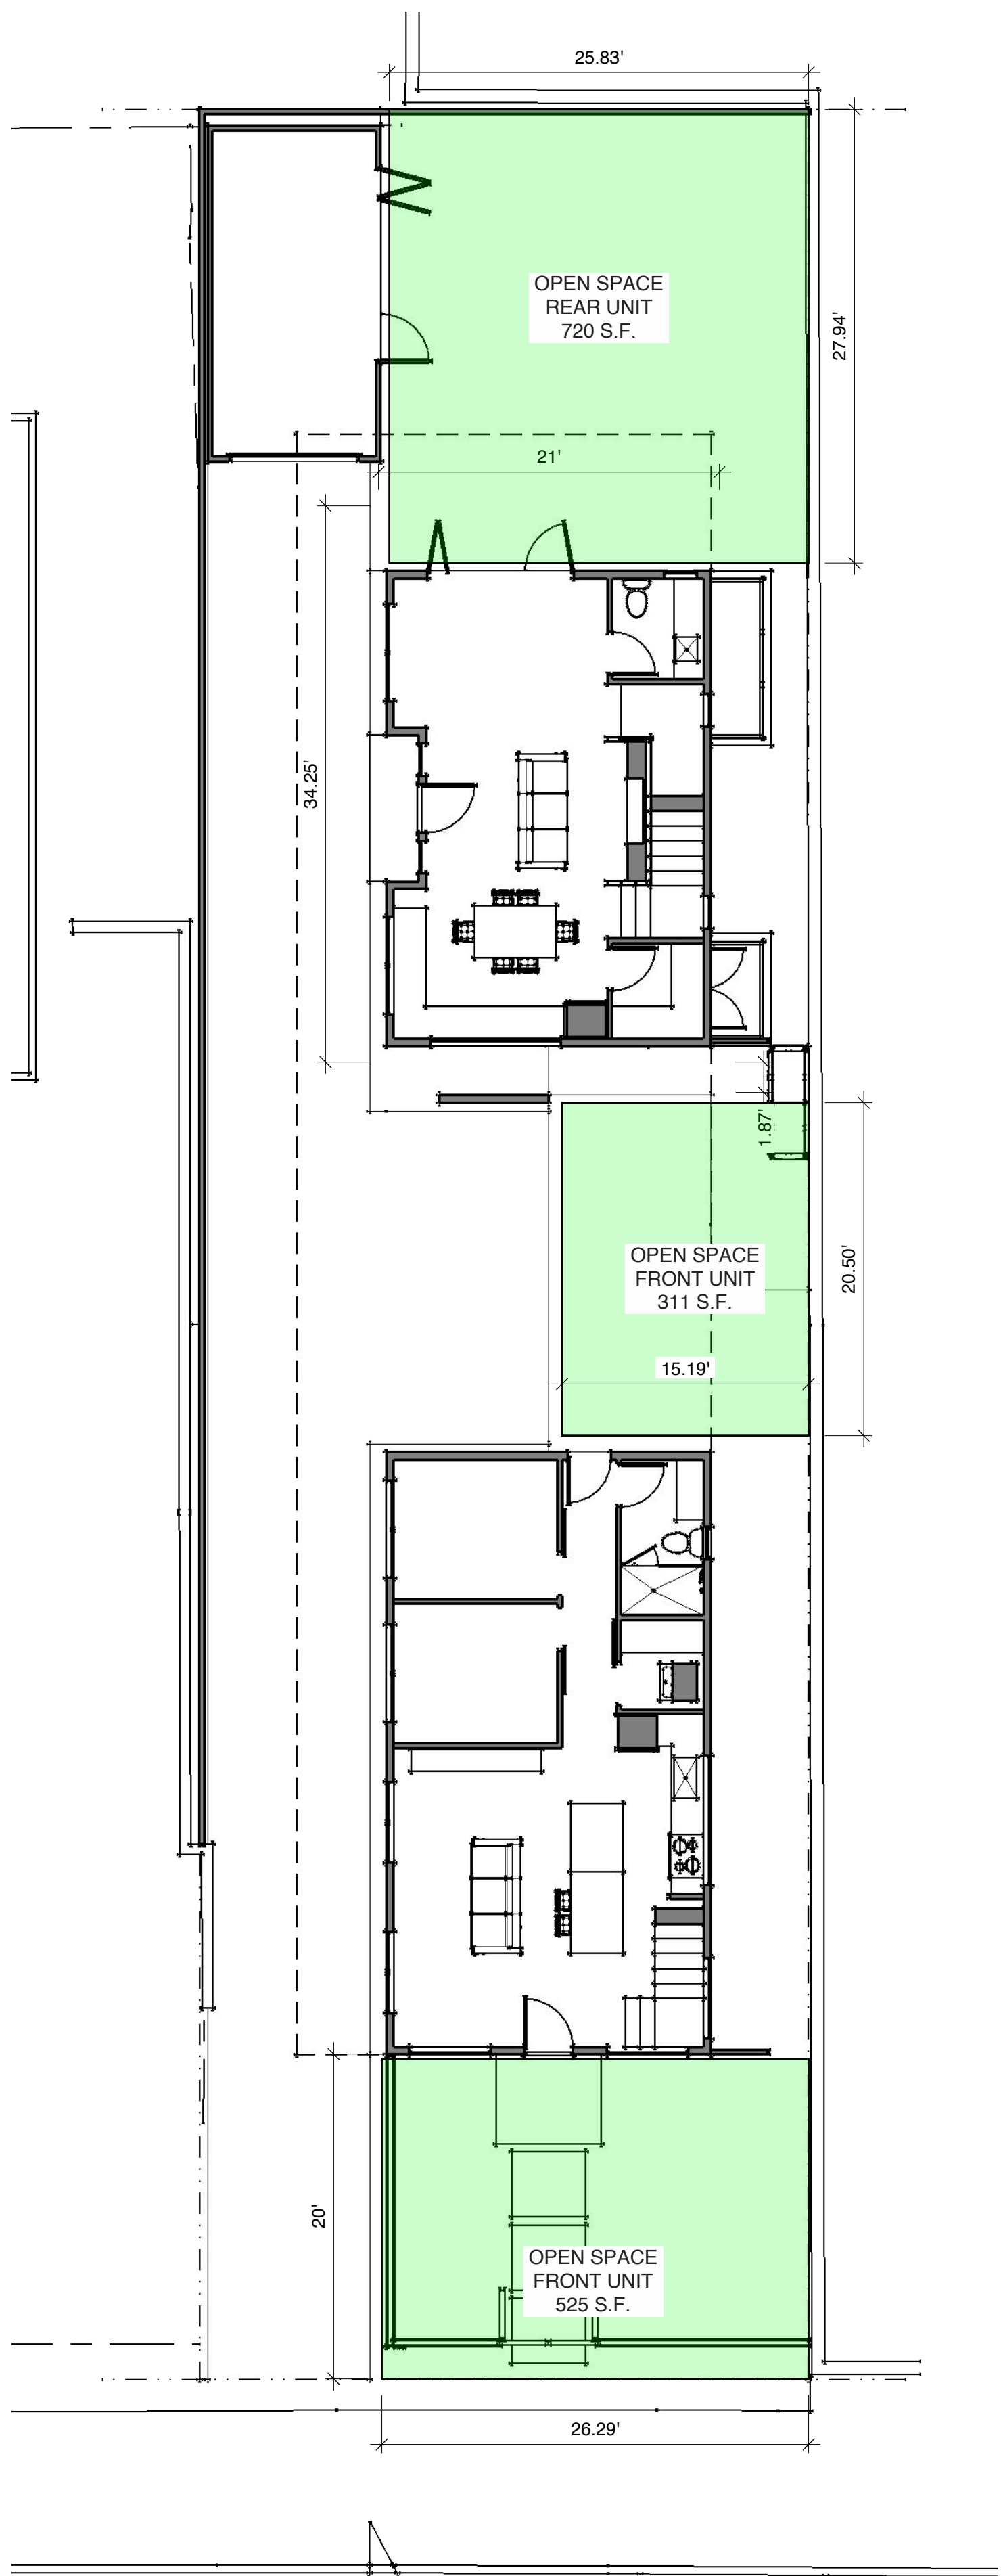 25.83'
OPEN SPACE
REAR UNIT
720 S.F.
27.94'
21'
34.25'
1.87'
OPEN SPACE
FRONT UNIT
311 S.F.
20.50'
15.19'
20'
OPEN SPACE
FRONT UNIT
525 S.F.
26.29'